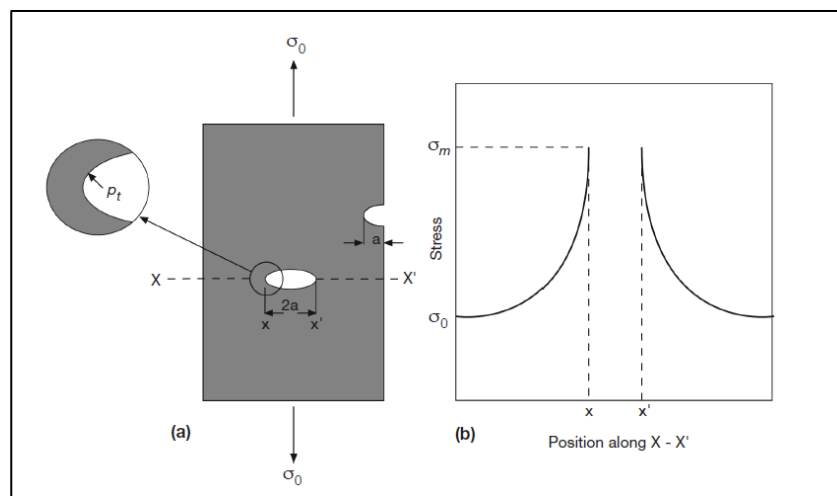 σ0
σm
pt
a
Stress
X
X'
2a
x
x'
σ0
x
x'
(a)
(b)
Position along X - X'
σ0